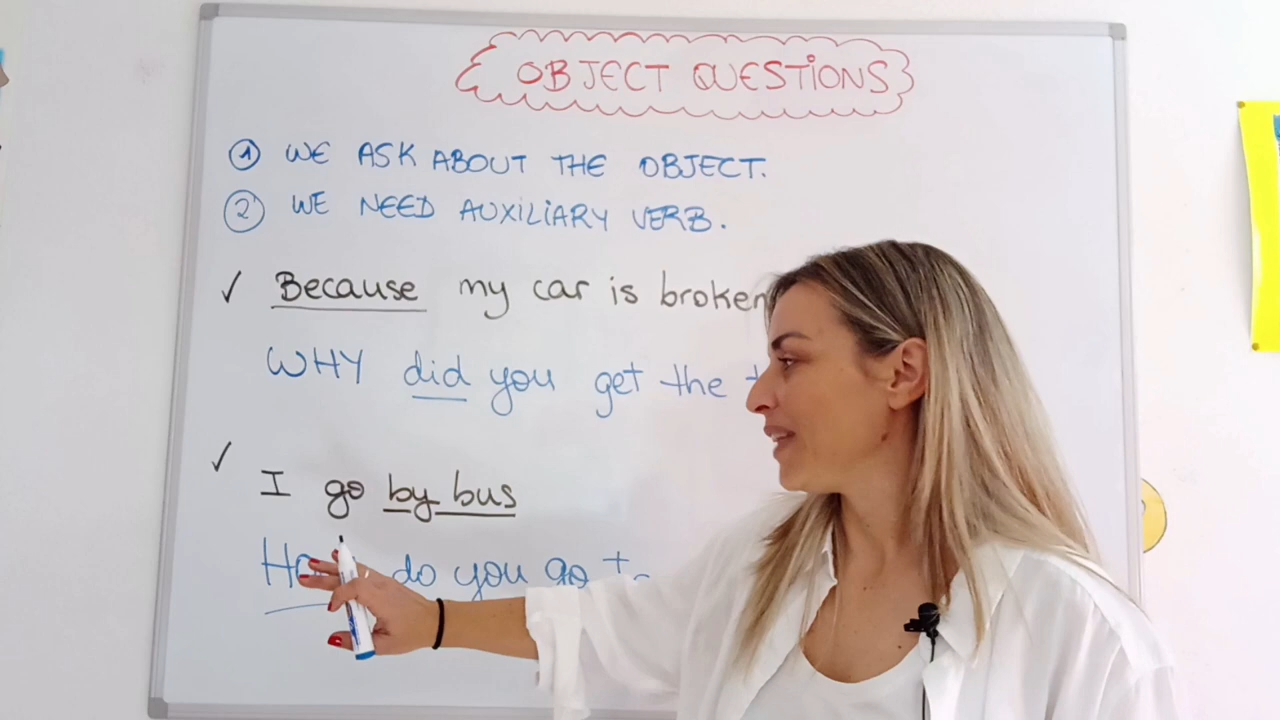 OBJECT QUESTIONS
1 WE ASK ABOUT THE OBJECT.
2 WE NEED AUXILIARY VERB.
✓ Because my car is broken
WHY did you get the
✓ I go by bus
do you go